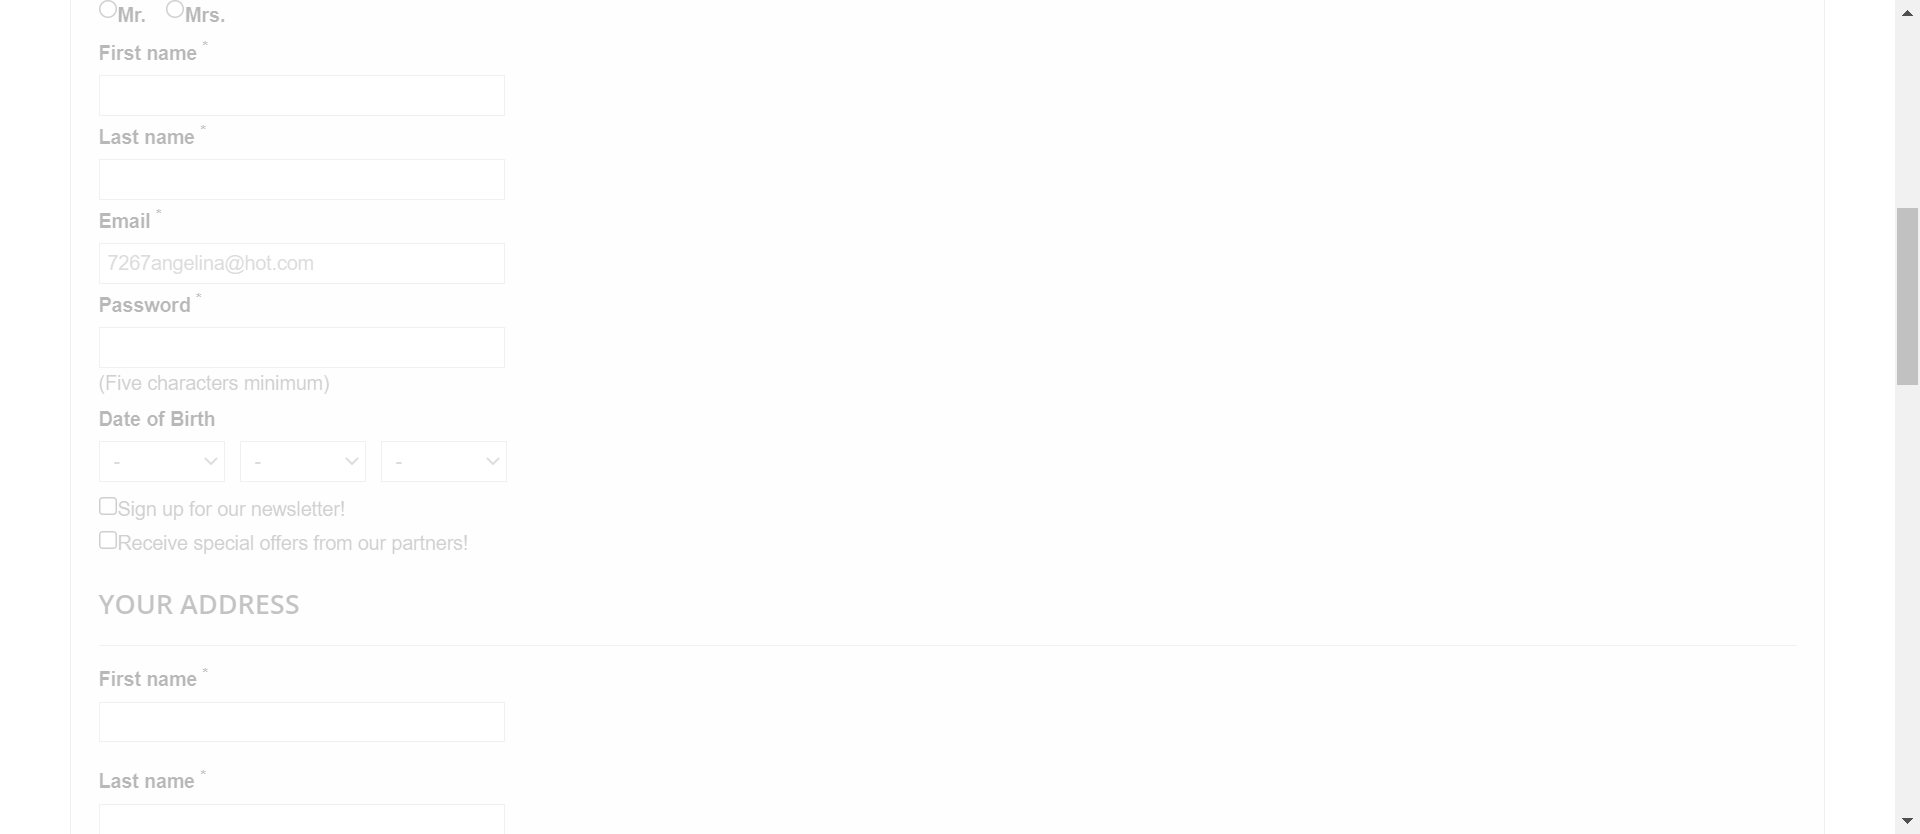 Mr. Mrs.
First name *
Last name *
Email *
7267angelina@hot.com
Password *
(Five characters minimum)
Date of Birth
- - -
Sign up for our newsletter!
Receive special offers from our partners!
YOUR ADDRESS
First name *
Last name *